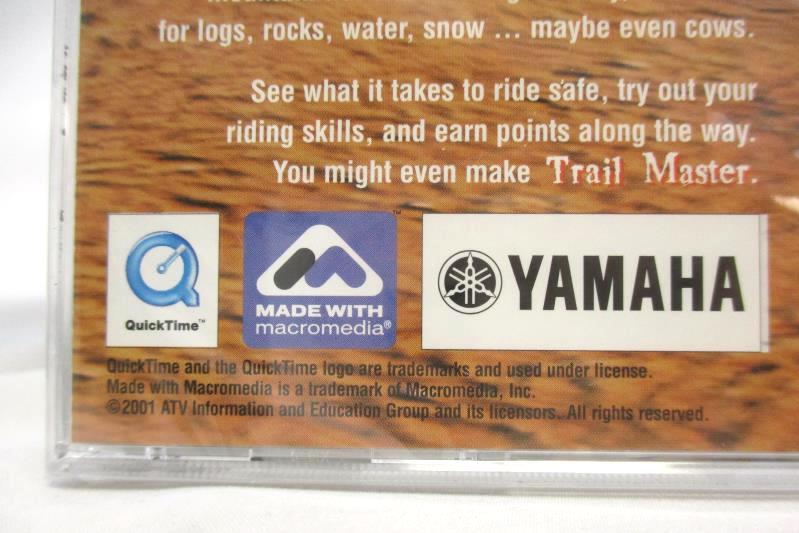 for logs, rocks, water, snow ... maybe even cows.
See what it takes to ride safe, try out your
riding skills, and earn points along the way.
You might even make Trail Master.
QuickTime™
MADE WITH
macromedia®
™
YAMAHA
QuickTime and the QuickTime logo are trademarks and used under license.
Made with Macromedia is a trademark of Macromedia, Inc.
©2001 ATV Information and Education Group and its licensors. All rights reserved.